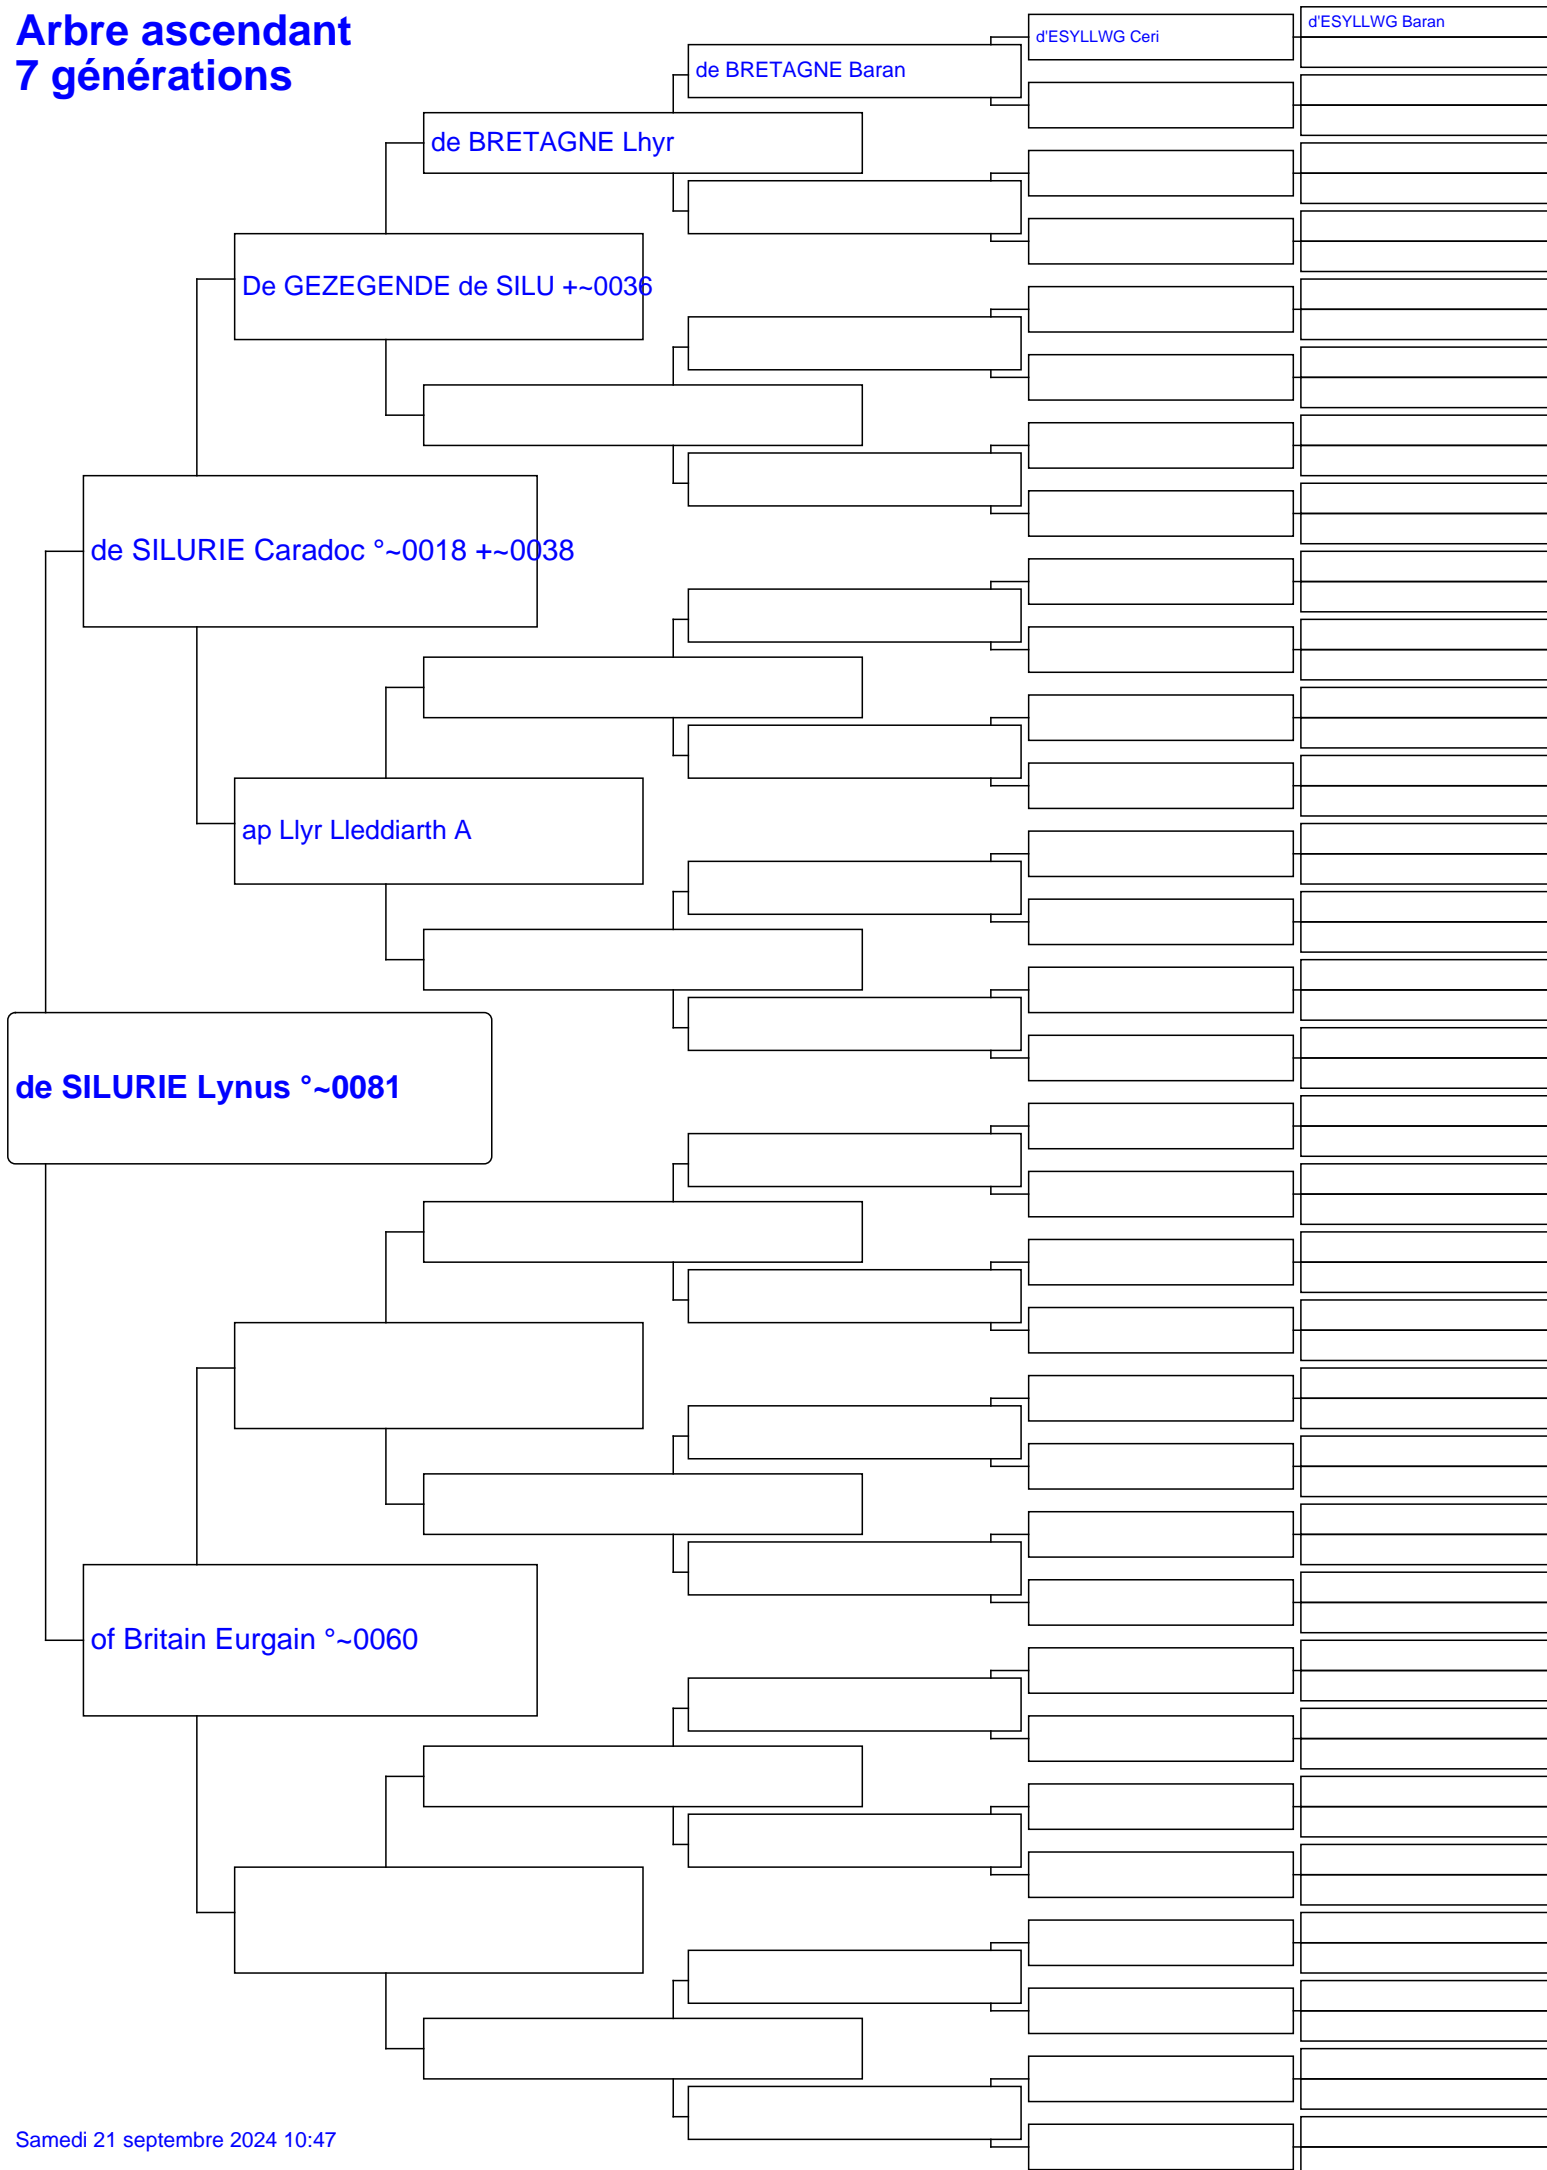 Arbre ascendant
7 générations
d'ESYLLWG Baran
d'ESYLLWG Ceri
de BRETAGNE Baran
de BRETAGNE Lhyr
De GEZEGENDE de SILU +~0036
de SILURIE Caradoc °~0018 +~0038
ap Llyr Lleddiarth A
de SILURIE Lynus °~0081
of Britain Eurgain °~0060
Samedi 21 septembre 2024 10:47